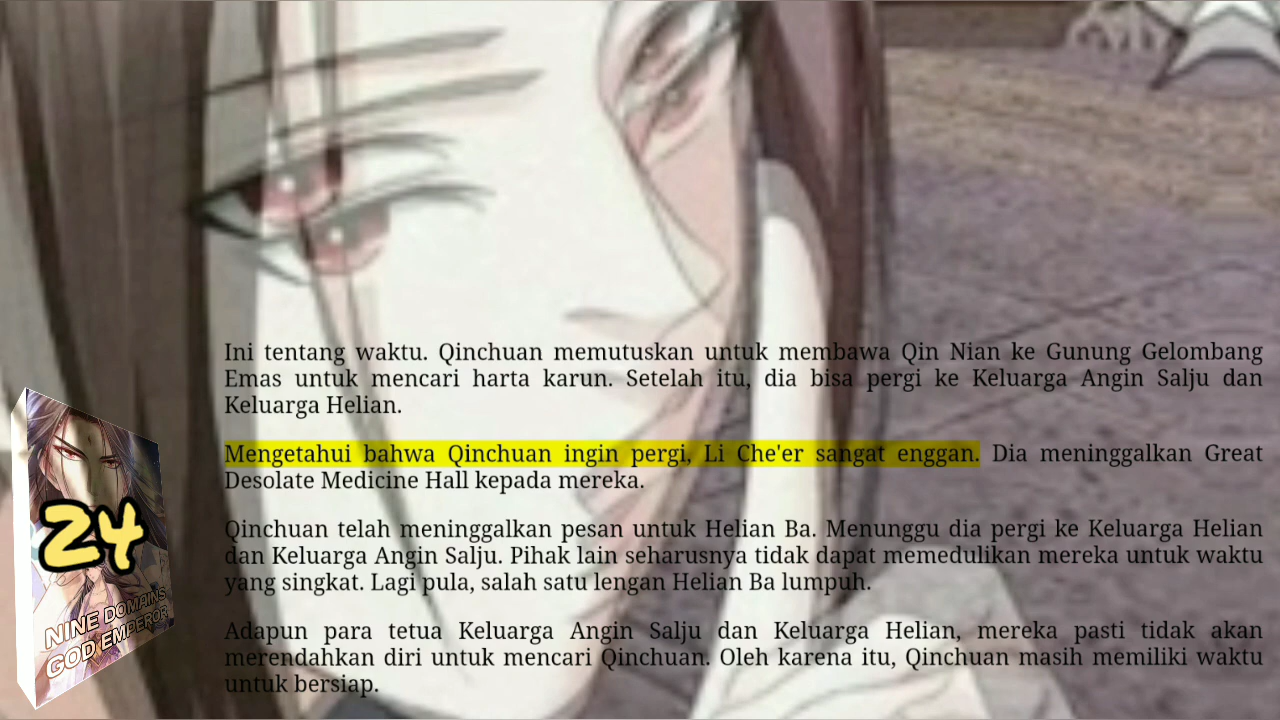 Ini tentang waktu. Qinchuan memutuskan untuk membawa Qin Nian ke Gunung Gelombang
Emas untuk mencari harta karun. Setelah itu, dia bisa pergi ke Keluarga Angin Salju dan
Keluarga Helian.
Mengetahui bahwa Qinchuan ingin pergi, Li Che'er sangat enggan. Dia meninggalkan Great
Desolate Medicine Hall kepada mereka.
Qinchuan telah meninggalkan pesan untuk Helian Ba. Menunggu dia pergi ke Keluarga Helian
dan Keluarga Angin Salju. Pihak lain seharusnya tidak dapat memedulikan mereka untuk waktu
yang singkat. Lagi pula, salah satu lengan Helian Ba lumpuh.
Adapun para tetua Keluarga Angin Salju dan Keluarga Helian, mereka pasti tidak akan
merendahkan diri untuk mencari Qinchuan. Oleh karena itu, Qinchuan masih memiliki waktu
untuk bersiap.
24
NINE DOMAINS
GOD EMPEROR